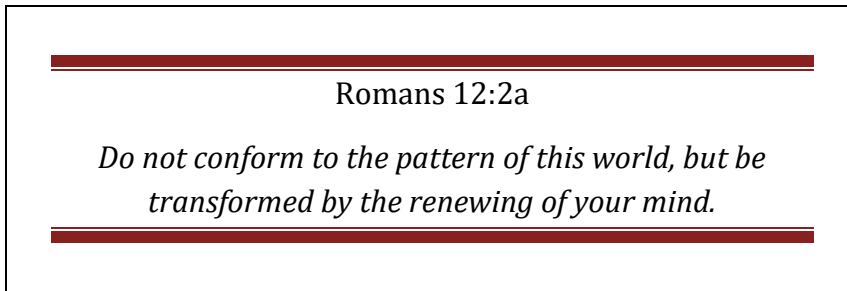 Romans 12:2a
Do not conform to the pattern of this world, but be
transformed by the renewing of your mind.